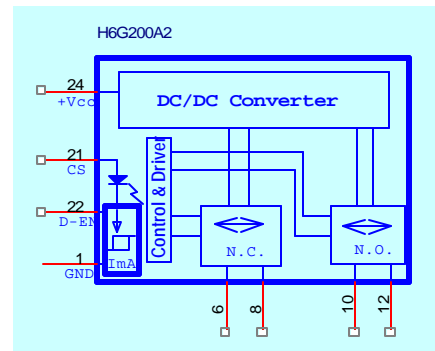 H6G200A2
24
+Vcc
DC/DC Converter
21
CS
Control & Driver
22
D-EN
1
GND
ImA
N.C.
N.O.
6
8
10
12